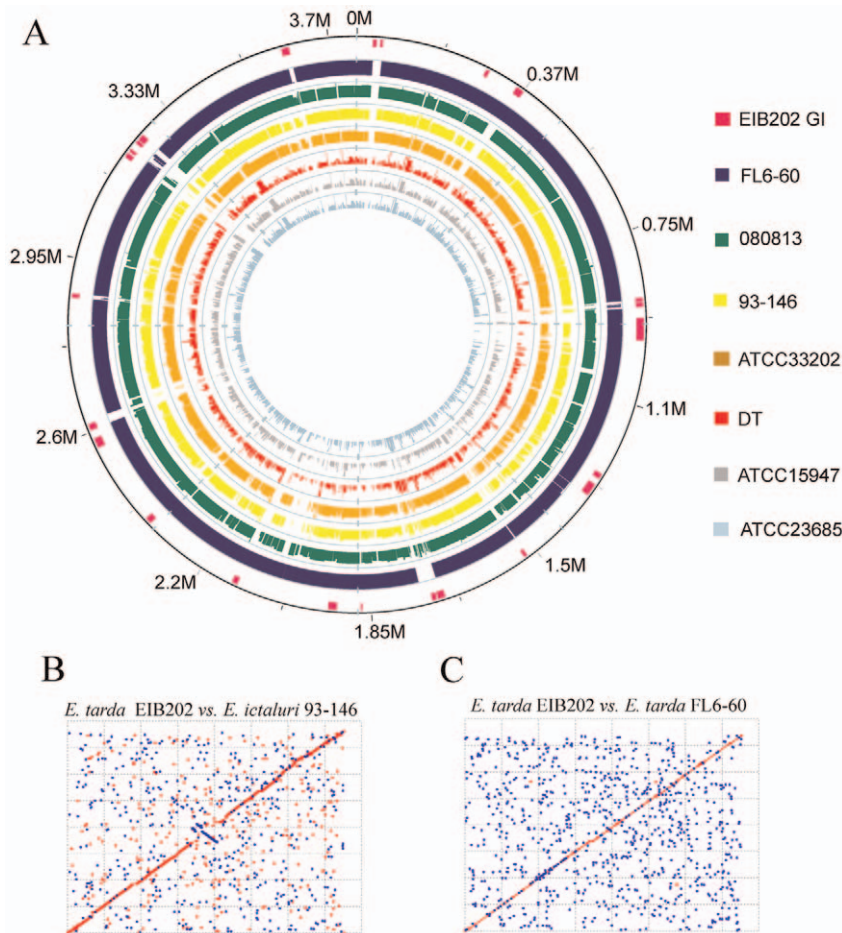 A
0M
0.37M
0.75M
1.1M
1.5M
1.85M
2.2M
2.6M
2.95M
3.33M
3.7M
EIB202 GI
FL6-60
080813
93-146
ATCC33202
DT
ATCC15947
ATCC23685
B
E. tarda EIB202 vs. E. ictaluri 93-146
C
E. tarda EIB202 vs. E. tarda FL6-60